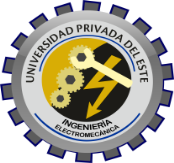 UNIVERSIDAD PRIVADA DEL ESTE
INGENIERÍA
ELECTROMECÁNICA